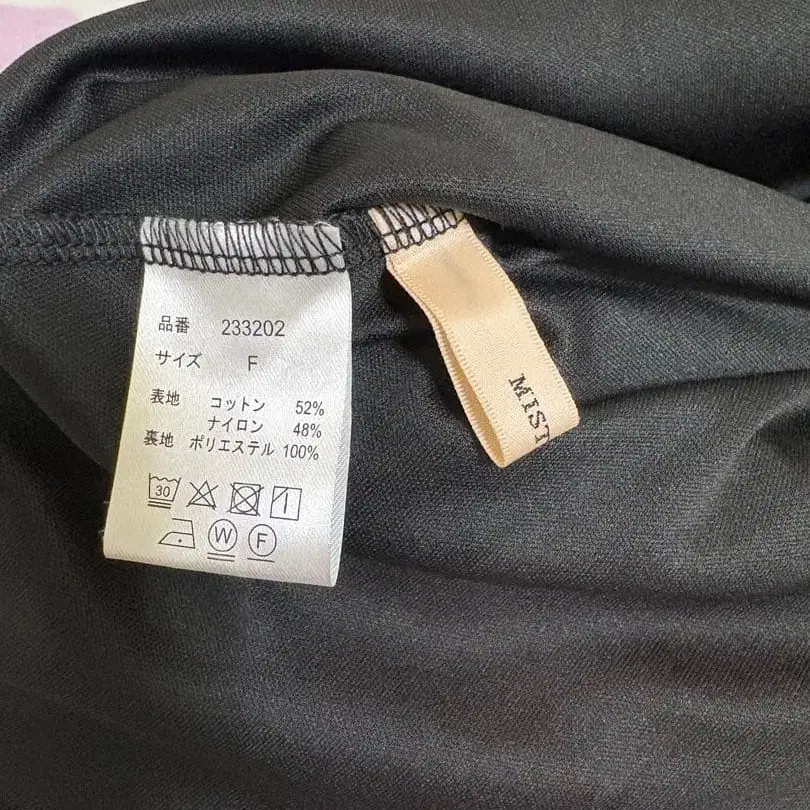 品番 233202
サイズ F
表地 コットン 52%
ナイロン 48%
裏地 ポリエステル 100%
30
W F
MIST